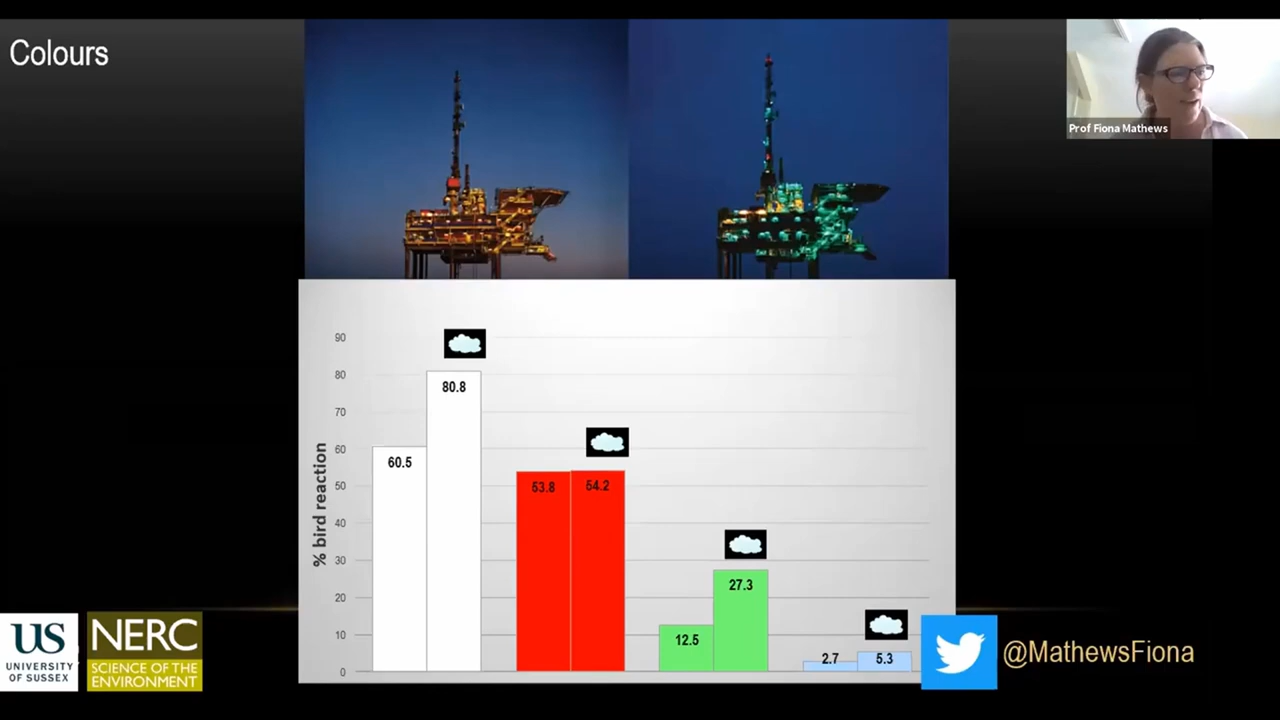 Colours
Prof Fiona Mathews
90
80
70
60
50
40
30
20
10
0
% bird reaction
60.5
80.8
53.8
54.2
12.5
27.3
2.7
5.3
US
UNIVERSITY
OF SUSSEX
NERC
SCIENCE OF THE
ENVIRONMENT
@MathewsFiona